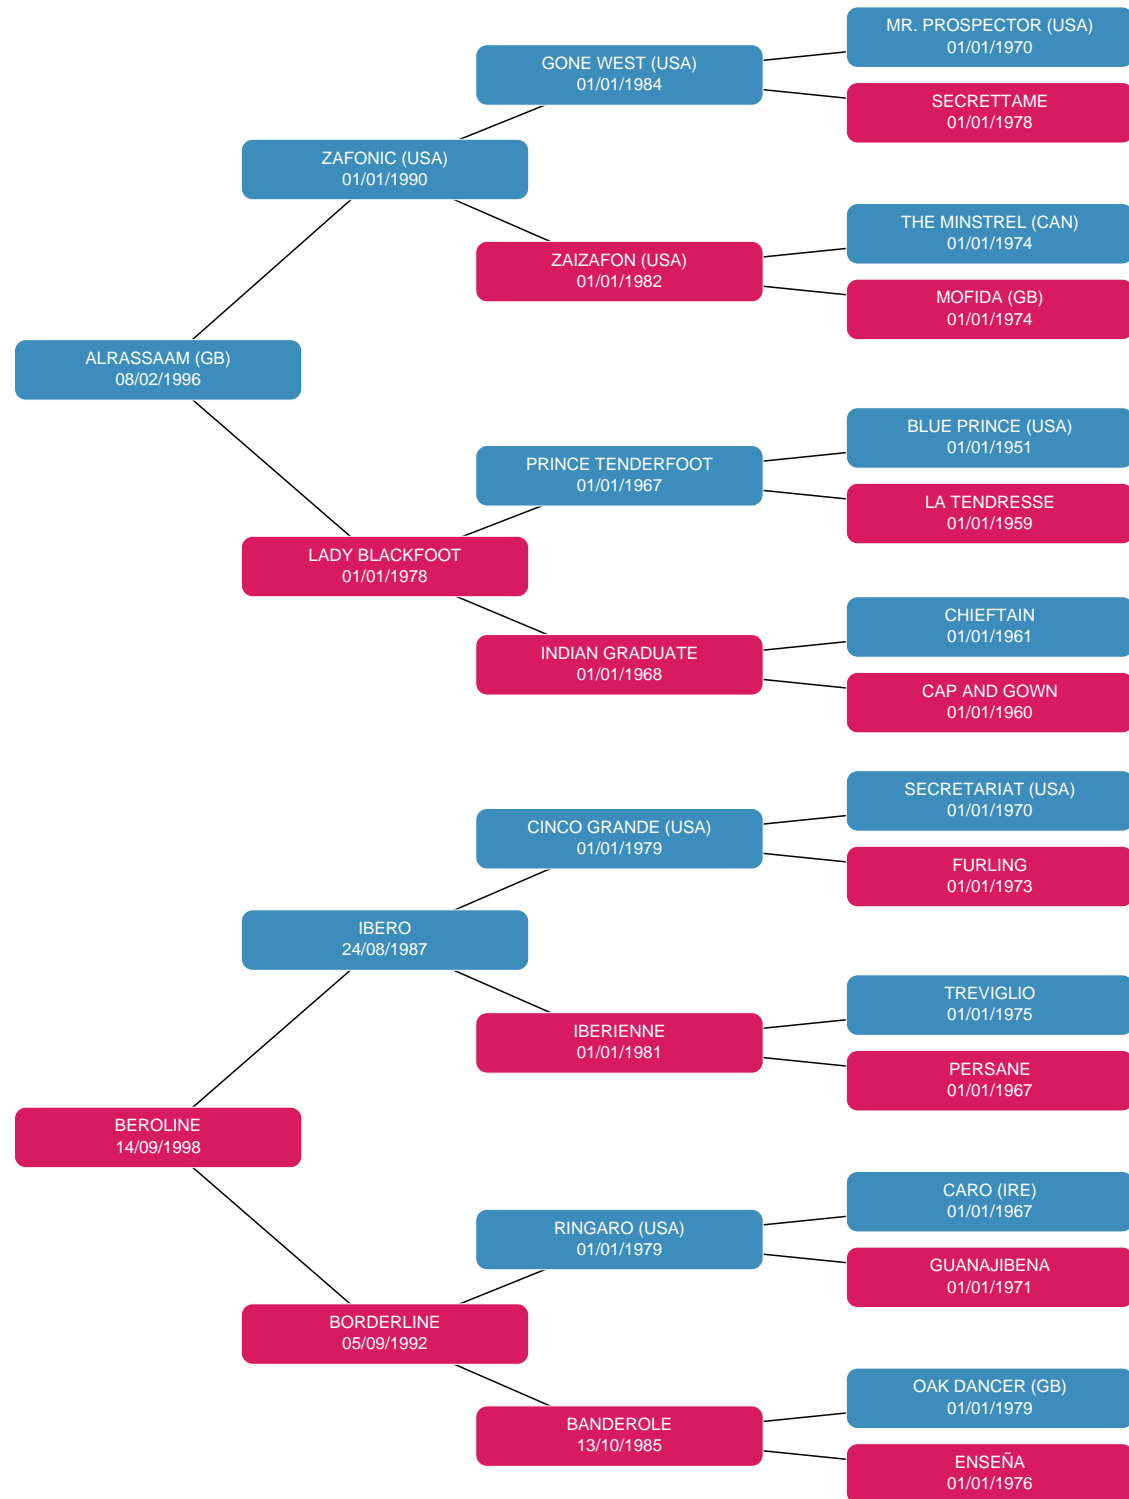 MR. PROSPECTOR (USA)
01/01/1970
GONE WEST (USA)
01/01/1984
SECRETTAME
01/01/1978
ZAFONIC (USA)
01/01/1990
THE MINSTREL (CAN)
01/01/1974
ZAIZAFON (USA)
01/01/1982
MOFIDA (GB)
01/01/1974
ALRASSAAM (GB)
08/02/1996
BLUE PRINCE (USA)
01/01/1951
PRINCE TENDERFOOT
01/01/1967
LA TENDRESSE
01/01/1959
LADY BLACKFOOT
01/01/1978
CHIEFTAIN
01/01/1961
INDIAN GRADUATE
01/01/1968
CAP AND GOWN
01/01/1960
SECRETARIAT (USA)
01/01/1970
CINCO GRANDE (USA)
01/01/1979
FURLING
01/01/1973
IBERO
24/08/1987
TREVIGLIO
01/01/1975
IBERIENNE
01/01/1981
PERSANE
01/01/1967
BEROLINE
14/09/1998
CARO (IRE)
01/01/1967
RINGARO (USA)
01/01/1979
GUANAJIBENA
01/01/1971
BORDERLINE
05/09/1992
OAK DANCER (GB)
01/01/1979
BANDEROLE
13/10/1985
ENSEÑA
01/01/1976